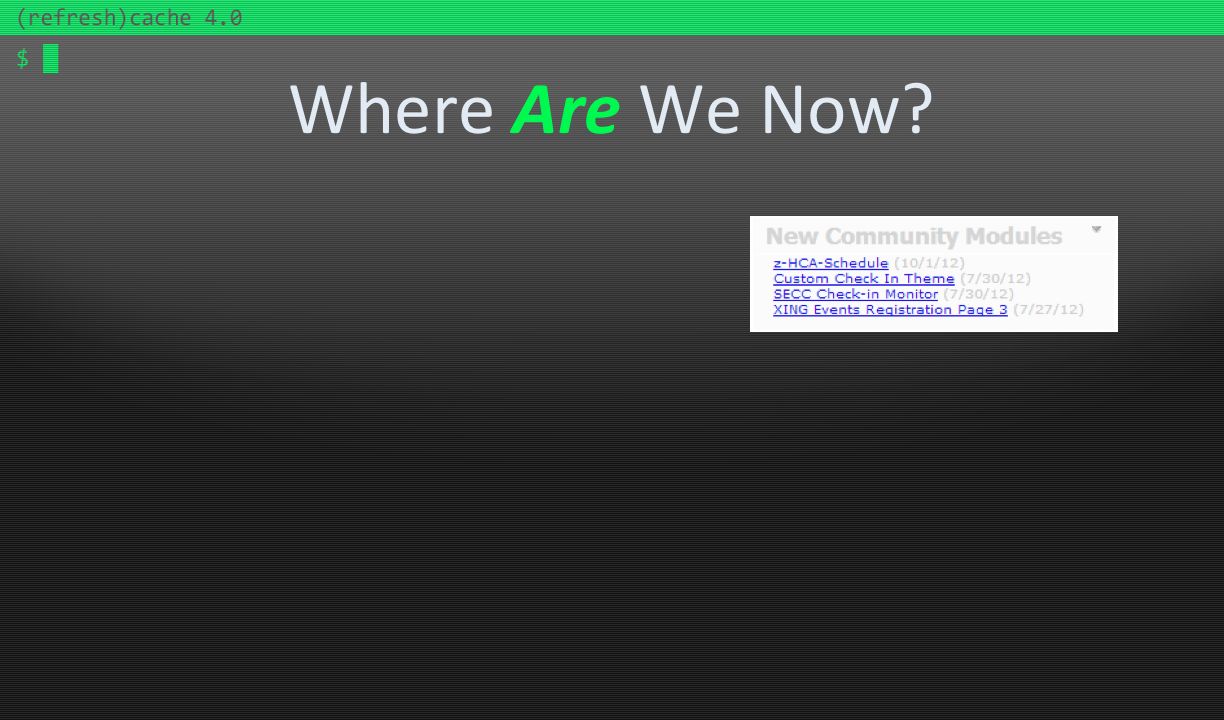 (refresh)cache 4.0
$
Where Are We Now?
New Community Modules
z-HCA-Schedule (10/1/12)
Custom Check In Theme (7/30/12)
SECC Check-in Monitor (7/30/12)
XING Events Registration Page 3 (7/27/12)